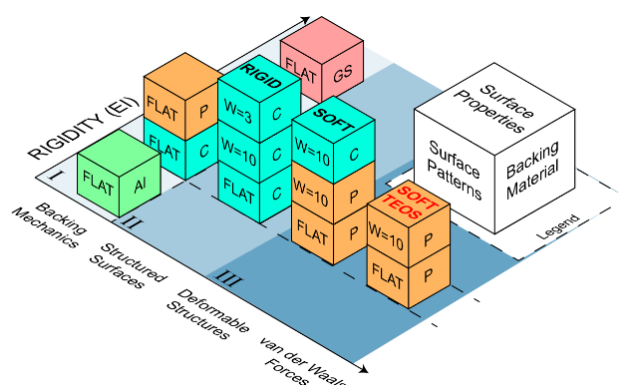 RIGIDITY (EI)
FLAT GS
FLAT P
FLAT C
RIGID
W=3 C
W=10 C
FLAT C
SOFT
W=10 C
W=10 P
FLAT P
SOFT
TEOS
W=10 P
FLAT P
FLAT Al
Surface
Properties
Surface
Patterns
Backing
Material
Legend
I
II
III
Backing
Mechanics
Structured
Surfaces
Deformable
Structures
van der Waals
Forces